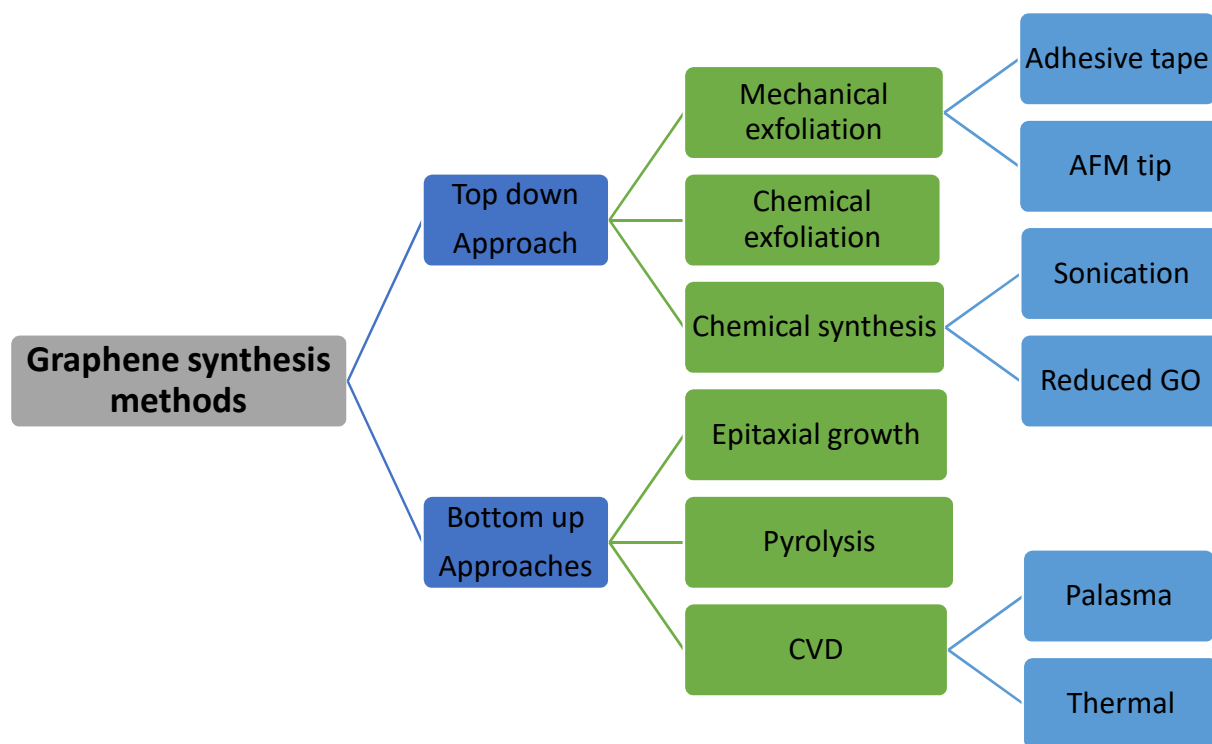 Graphene synthesis
methods
Top down
Approach
Mechanical
exfoliation
Adhesive tape
AFM tip
Chemical
exfoliation
Chemical synthesis
Sonication
Reduced GO
Bottom up
Approaches
Epitaxial growth
Pyrolysis
CVD
Palasma
Thermal